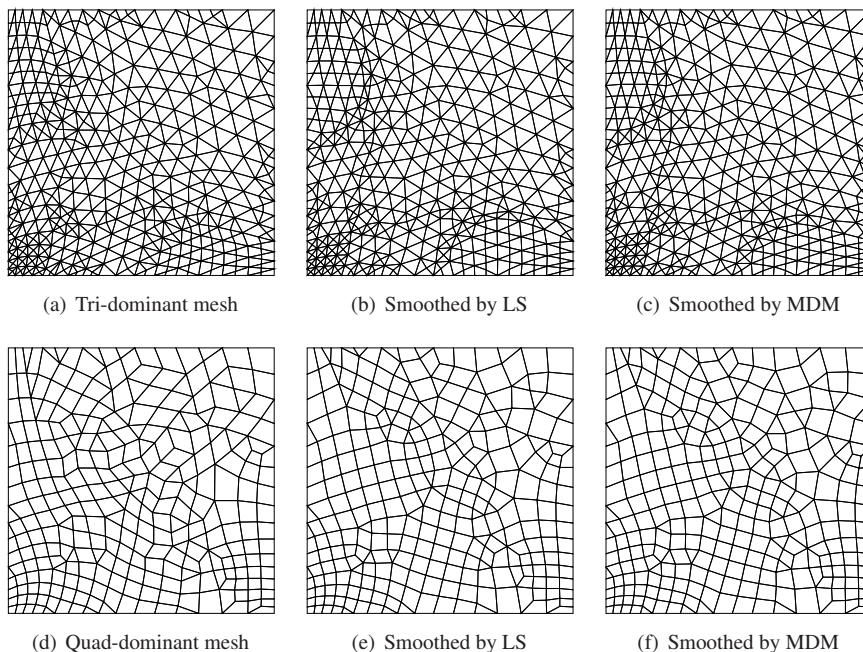 (a) Tri-dominant mesh
(b) Smoothed by LS
(c) Smoothed by MDM
(d) Quad-dominant mesh
(e) Smoothed by LS
(f) Smoothed by MDM